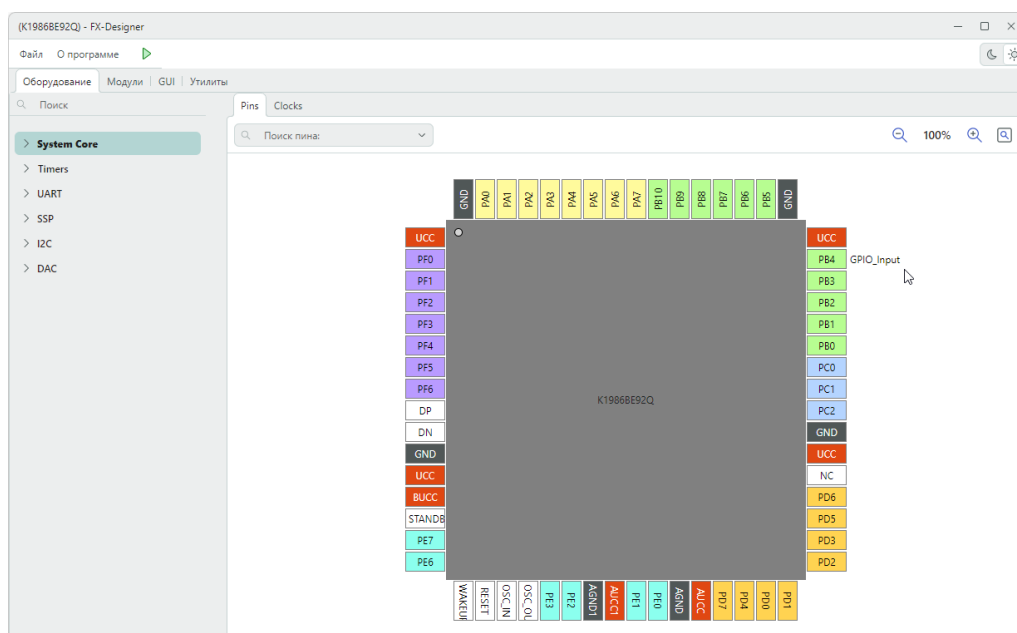 (K1986BE92Q) - FX-Designer
Файл О программе
Оборудование Модули GUI Утилиты
Поиск
Pins Clocks
Поиск пина:
100%
System Core
Timers
UART
SSP
I2C
DAC
GND PA0 PA1 PA2 PA3 PA4 PA5 PA6 PA7 PB10 PB9 PB8 PB7 PB6 PB5 GND
UCC
PF0
PF1
PF2
PF3
PF4
PF5
PF6
DP
DN
GND
UCC
BUCC
STANDB
PE7
PE6
K1986BE92Q
UCC
PB4 GPIO_Input
PB3
PB2
PB1
PB0
PC0
PC1
PC2
GND
UCC
NC
PD6
PD5
PD3
PD2
WAKEUP RESET OSC_IN OSC_OU PE3 PE2 AGND1 AUCC1 PE1 PE0 AGND AUCC PD7 PD4 PD0 PD1